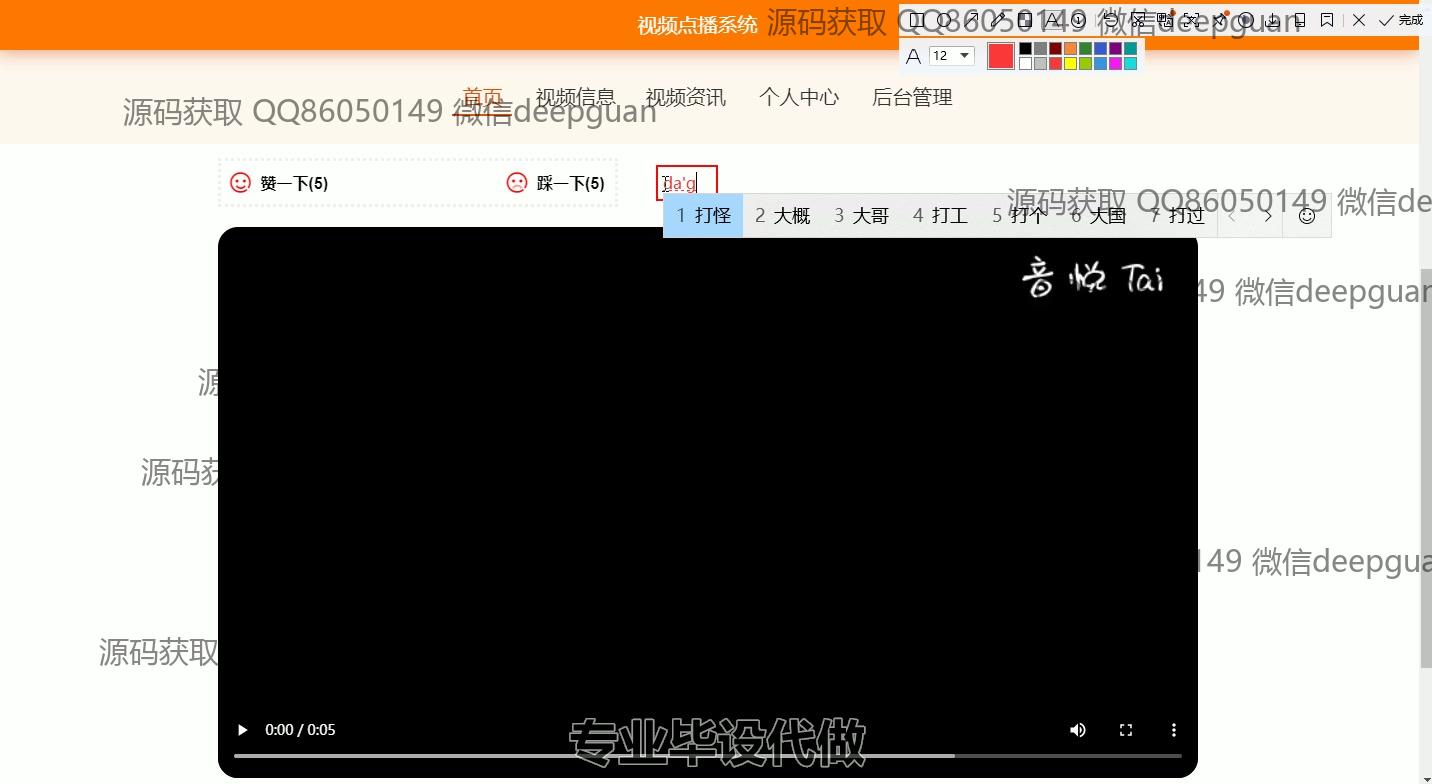 视频点播系统 源码获取 QQ86050149 微信deepguan
完成
A 12
首页 视频信息 视频资讯 个人中心 后台管理
源码获取 QQ86050149 微信deepguan
赞一下(5) 踩一下(5) da'g
1 打怪 2 大概 3 大哥 4 打工 5 打个 6 大国 7 打过
源码获取 QQ86050149 微信de
音悦Tai
49 微信deepguan
源
源码获
149 微信deepgua
源码获取
0:00 / 0:05
专业毕设代做